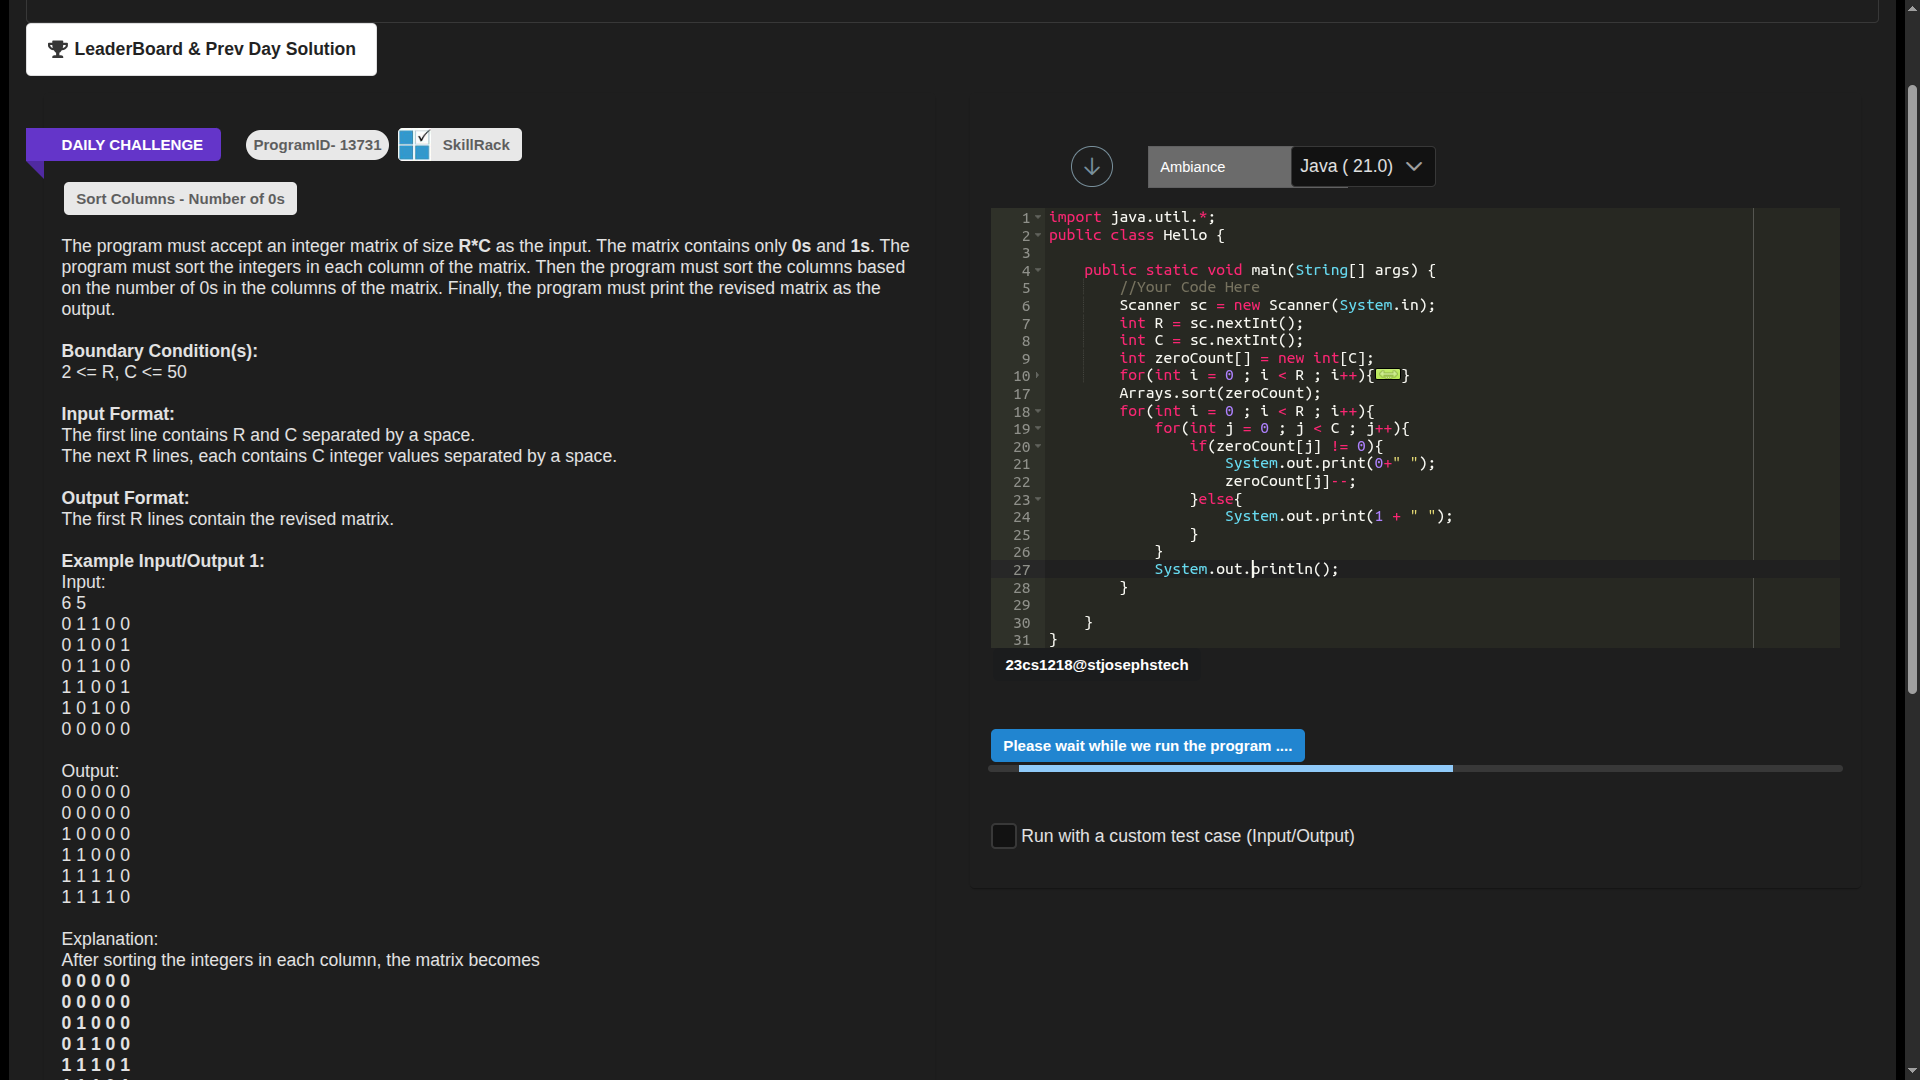 LeaderBoard & Prev Day Solution
DAILY CHALLENGE
ProgramID- 13731
SkillRack
Sort Columns - Number of 0s
The program must accept an integer matrix of size R*C as the input. The matrix contains only 0s and 1s. The
program must sort the integers in each column of the matrix. Then the program must sort the columns based
on the number of 0s in the columns of the matrix. Finally, the program must print the revised matrix as the
output.
Boundary Condition(s):
2 <= R, C <= 50
Input Format:
The first line contains R and C separated by a space.
The next R lines, each contains C integer values separated by a space.
Output Format:
The first R lines contain the revised matrix.
Example Input/Output 1:
Input:
6 5
0 1 1 0 0
0 1 0 0 1
0 1 1 0 0
1 1 0 0 1
1 0 1 0 0
0 0 0 0 0
Output:
0 0 0 0 0
0 0 0 0 0
1 0 0 0 0
1 1 0 0 0
1 1 1 1 0
1 1 1 1 0
Explanation:
After sorting the integers in each column, the matrix becomes
0 0 0 0 0
0 0 0 0 0
0 1 0 0 0
0 1 1 0 0
1 1 1 0 1
Ambiance
Java ( 21.0)
1 import java.util.*;
2 public class Hello {
3
4 public static void main(String[] args) {
5 //Your Code Here
6 Scanner sc = new Scanner(System.in);
7 int R = sc.nextInt();
8 int C = sc.nextInt();
9 int zeroCount[] = new int[C];
10 for(int i = 0 ; i < R ; i++){}
17 Arrays.sort(zeroCount);
18 for(int i = 0 ; i < R ; i++){
19 for(int j = 0 ; j < C ; j++){
20 if(zeroCount[j] != 0){
21 System.out.print(0+" ");
22 zeroCount[j]--;
23 }else{
24 System.out.print(1 + " ");
25 }
26 }
27 System.out.println();
28 }
29
30 }
31 }
23cs1218@stjosephstech
Please wait while we run the program ....
Run with a custom test case (Input/Output)